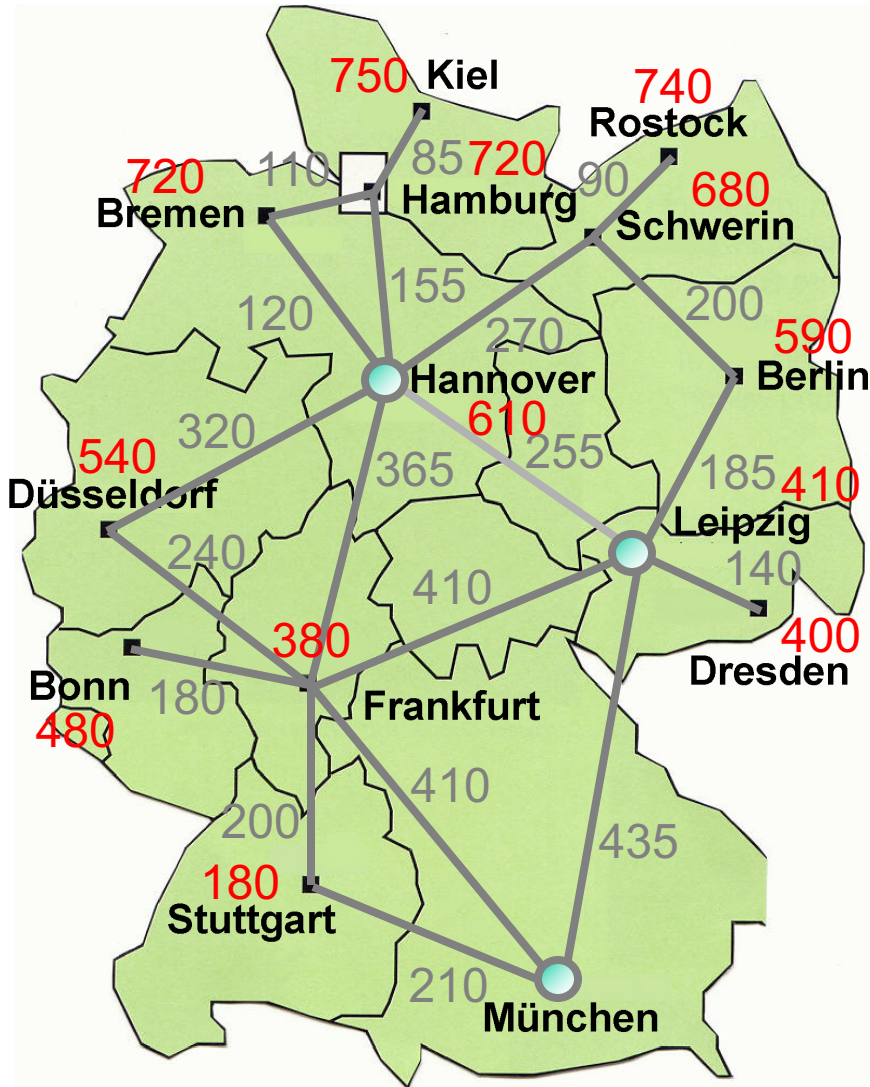 750 Kiel
740
Rostock
110
85 720
90
720
Bremen
Hamburg
680
Schwerin
155
200
120
270
590
Hannover
Berlin
610
320
540
365
255
185 410
Düsseldorf
Leipzig
240
410
140
380
400
Bonn
180
Dresden
480
Frankfurt
410
200
435
180
Stuttgart
210
München